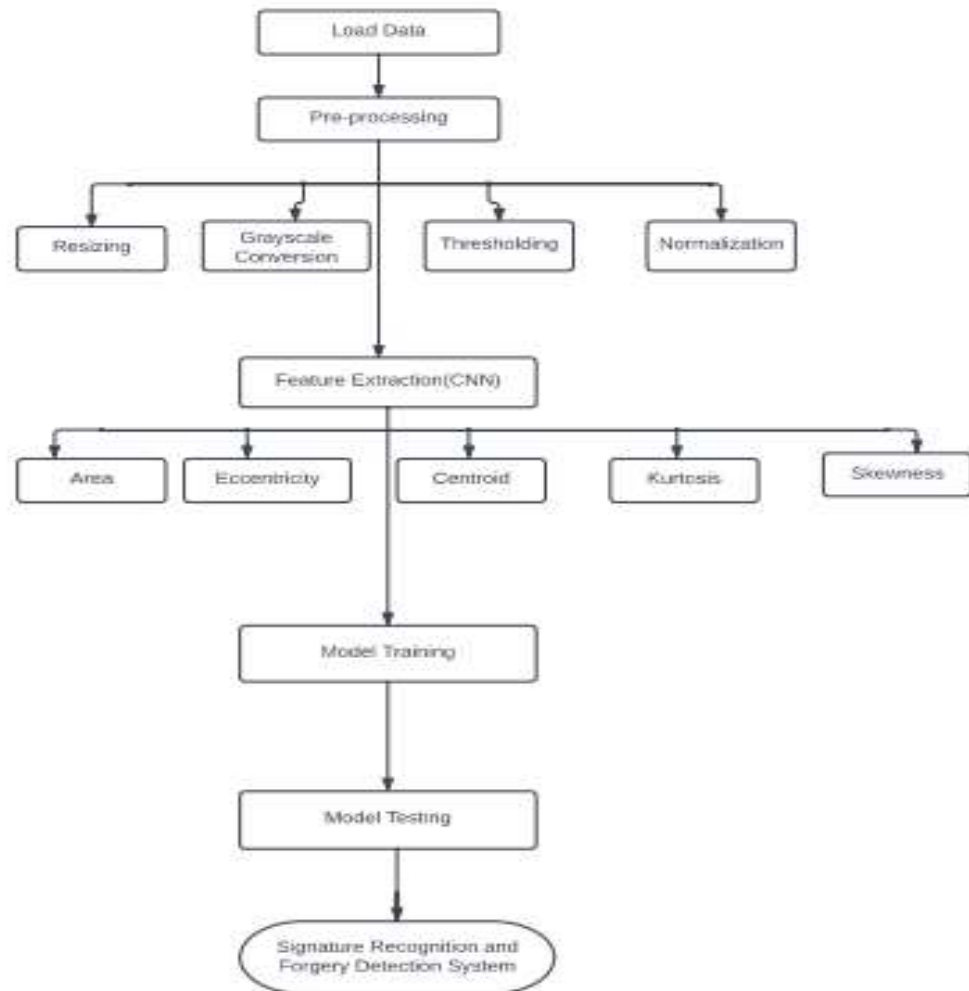 Load Data
Pre-processing
Resizing
Grayscale
Conversion
Thresholding
Normalization
Feature Extraction(CNN)
Area
Eccentricity
Centroid
Kurtosis
Skewness
Model Training
Model Testing
Signature Recognition and
Forgery Detection System